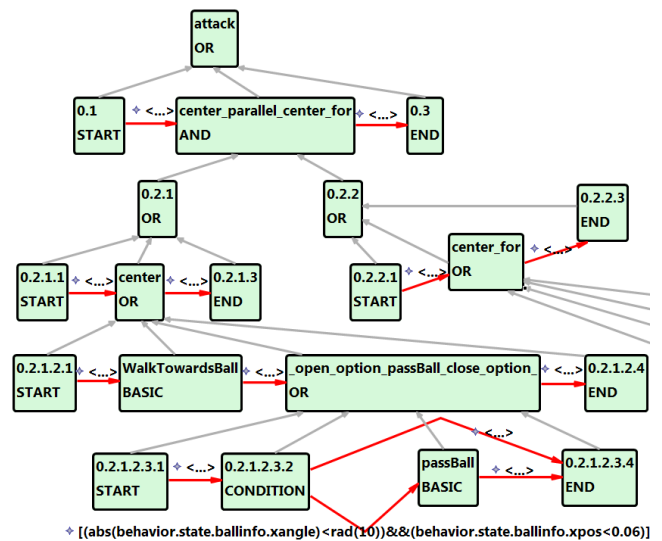 attack
OR
0.1
START
✧ <...>
center_parallel_center_for
AND
✧ <...>
0.3
END
0.2.1
OR
0.2.2
OR
0.2.2.3
END
0.2.1.1
START
✧ <...>
center
OR
✧ <...>
0.2.1.3
END
0.2.2.1
START
✧ <...>
center_for
OR
✧ <...>
0.2.1.2.1
START
✧ <...>
WalkTowardsBall
BASIC
✧ <...>
_open_option_passBall_close_option_
OR
✧ <...>
0.2.1.2.4
END
0.2.1.2.3.1
START
✧ <...>
0.2.1.2.3.2
CONDITION
✧ <...>
passBall
BASIC
✧ <...>
0.2.1.2.3.4
END
✧ [(abs(behavior.state.ballinfo.xangle)<rad(10))&&(behavior.state.ballinfo.xpos<0.06)]